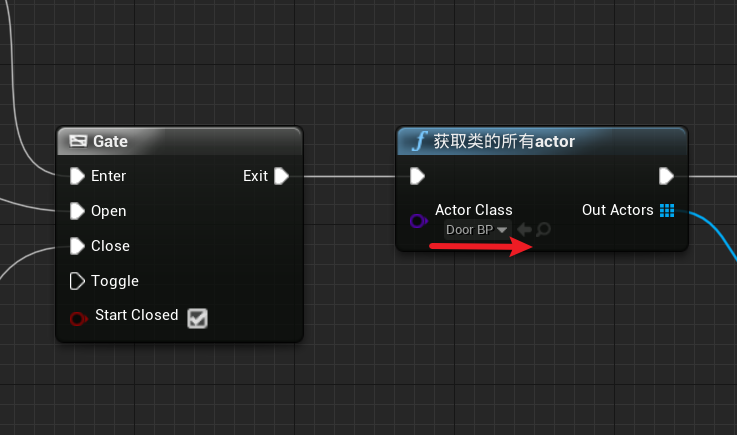 Gate
Enter
Exit
Open
Close
Toggle
Start Closed
获取类的所有actor
Actor Class
Door BP
Out Actors